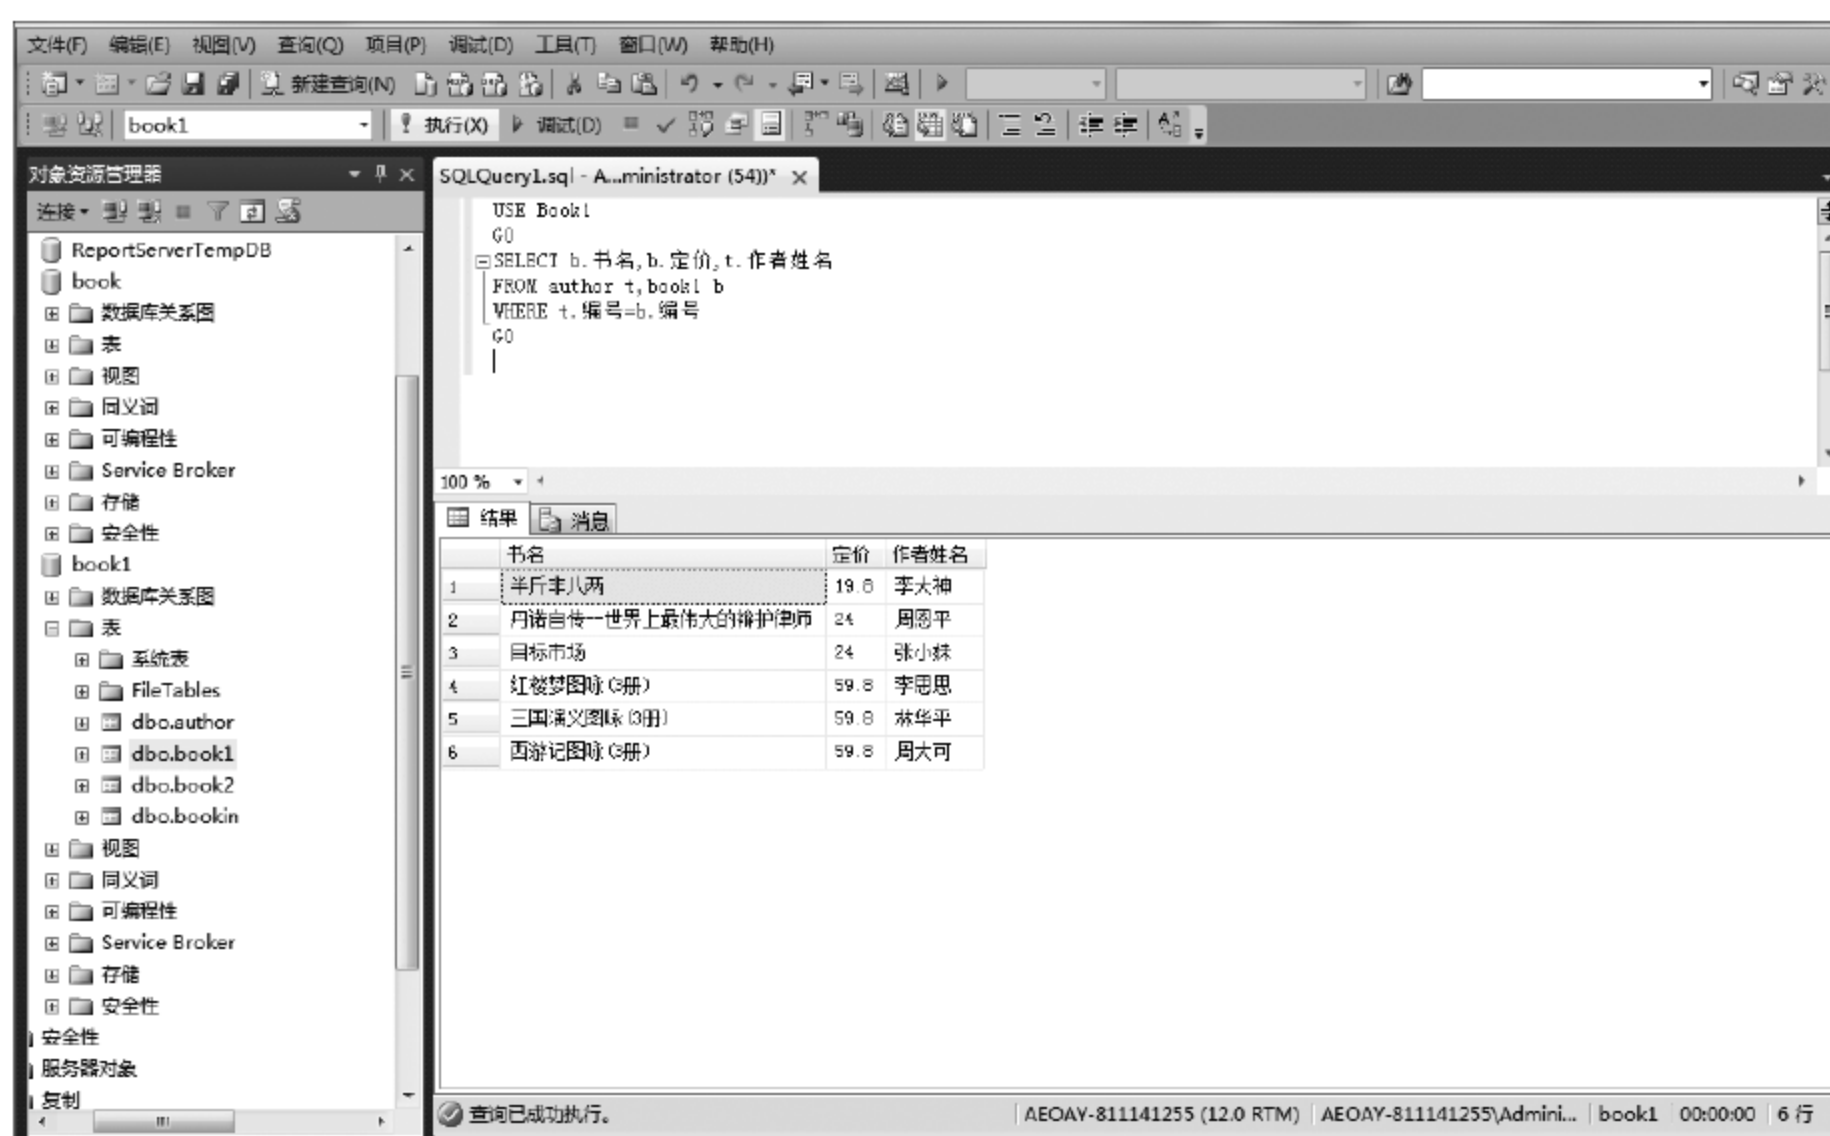 文件(F) 编辑(E) 视图(V) 查询(Q) 项目(P) 调试(D) 工具(T) 窗口(W) 帮助(H)
新建查询(N)
book1 执行(X) 调试(D)
对象资源管理器
连接
ReportServerTempDB
book
数据库关系图
表
视图
同义词
可编程性
Service Broker
存储
安全性
book1
数据库关系图
表
系统表
FileTables
dbo.author
dbo.book1
dbo.book2
dbo.bookin
视图
同义词
可编程性
Service Broker
存储
安全性
安全性
服务器对象
复制
SQLQuery1.sql - A...ministrator (54))*
USE Book1
GO
SELECT b.书名,b.定价,t.作者姓名
FROM author t,book1 b
WHERE t.编号=b.编号
GO
100 %
结果 消息
书名 定价 作者姓名
1 半斤非八两 19.8 李大神
2 丹诺自传--世界上最伟大的辩护律师 24 周恩平
3 目标市场 24 张小妹
4 红楼梦图咏(3册) 59.8 李思思
5 三国演义图咏(3册) 59.8 林华平
6 西游记图咏(3册) 59.8 周大可
查询已成功执行。 AEOAY-811141255 (12.0 RTM) AEOAY-811141255\Admini... book1 00:00:00 6 行